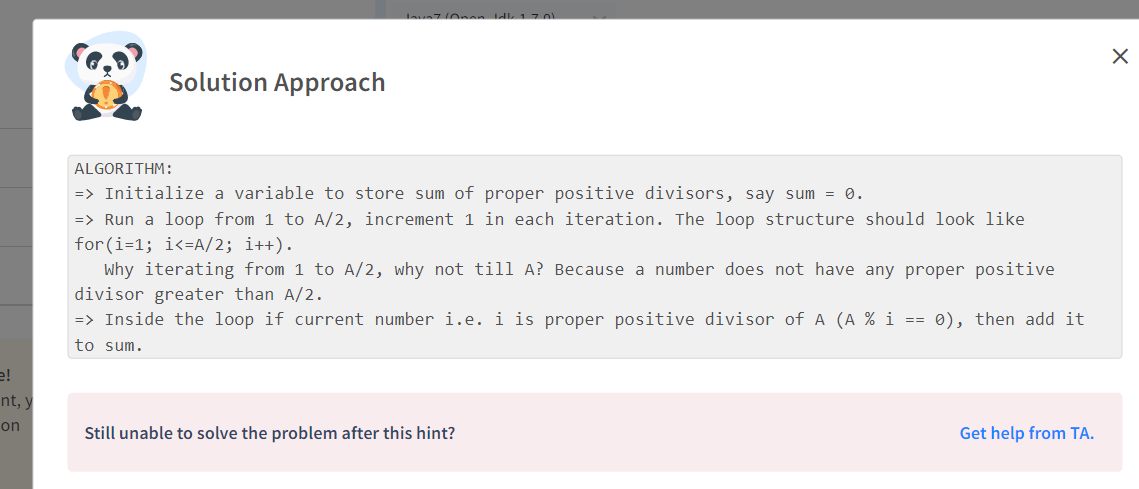 Java7 (Open Jdk 1.7.0)
Solution Approach
ALGORITHM:
=> Initialize a variable to store sum of proper positive divisors, say sum = 0.
=> Run a loop from 1 to A/2, increment 1 in each iteration. The loop structure should look like
for(i=1; i<=A/2; i++).
Why iterating from 1 to A/2, why not till A? Because a number does not have any proper positive
divisor greater than A/2.
=> Inside the loop if current number i.e. i is proper positive divisor of A (A % i == 0), then add it
to sum.
e!
nt, y
on
Still unable to solve the problem after this hint?
Get help from TA.